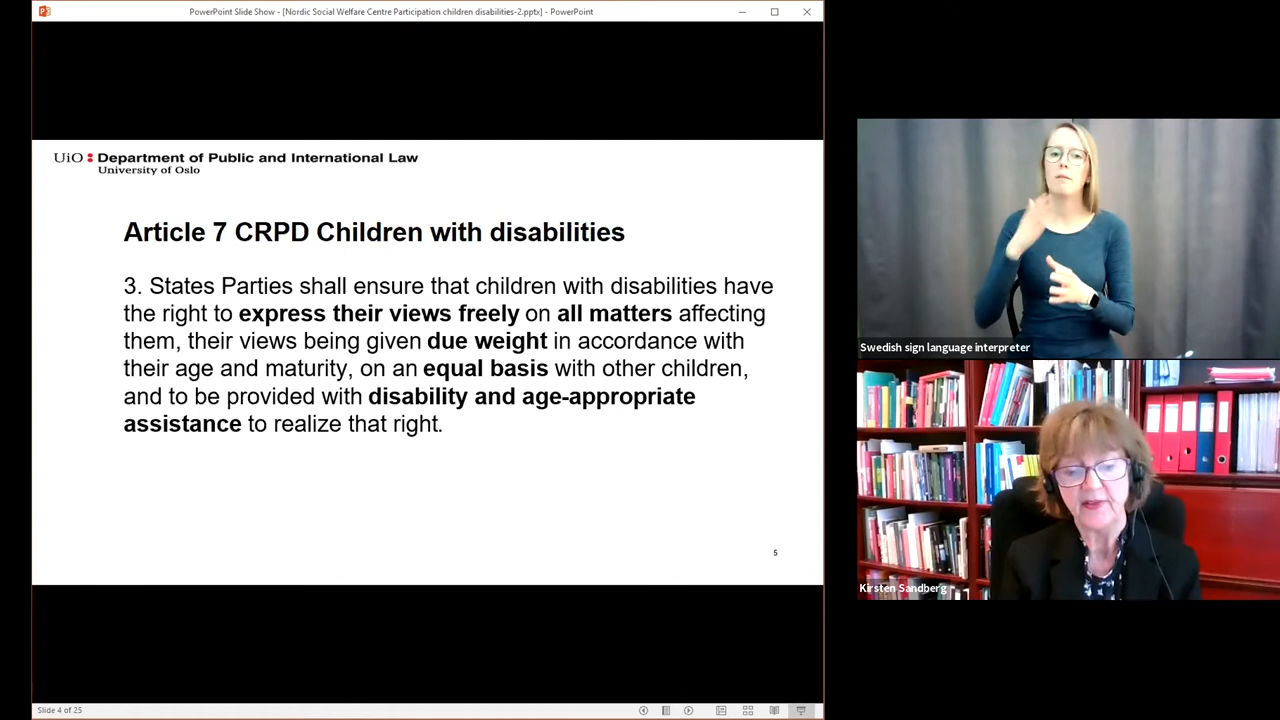 PowerPoint Slide Show - [Nordic Social Welfare Centre Participation children disabilities-2.pptx] - PowerPoint
UiO Department of Public and International Law
University of Oslo
Article 7 CRPD Children with disabilities
3. States Parties shall ensure that children with disabilities have
the right to express their views freely on all matters affecting
them, their views being given due weight in accordance with
their age and maturity, on an equal basis with other children,
and to be provided with disability and age-appropriate
assistance to realize that right.
5
Slide 4 of 25
Swedish sign language interpreter
Kirsten Sandberg